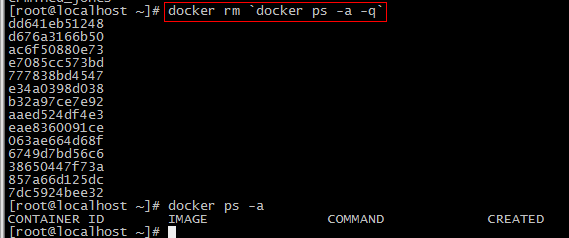 [root@localhost ~]# docker rm `docker ps -a -q`
dd641eb51248
d676a3166b50
ac6f50880e73
e7085cc573bd
777838bd4547
e34a0398d038
b32a97ce7e92
aaed524df4e3
eae8360091ce
063ae664d68f
6749d7bd56c6
38650447f73a
857a66d125dc
7dc5924bee32
[root@localhost ~]# docker ps -a
CONTAINER ID IMAGE COMMAND CREATED
[root@localhost ~]#